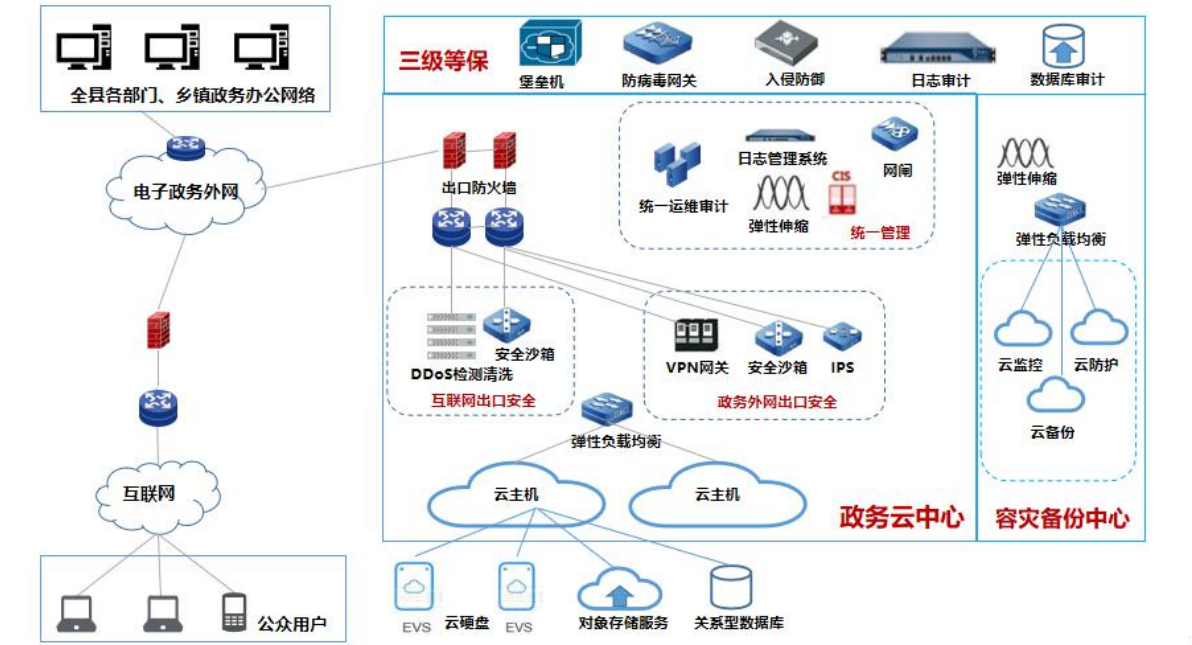 三级等保
堡垒机
防病毒网关
入侵防御
日志审计
数据库审计
全县各部门、乡镇政务办公网络
电子政务外网
出口防火墙
统一运维审计
日志管理系统
网闸
弹性伸缩
CIS
统一管理
弹性伸缩
弹性负载均衡
安全沙箱
DDoS检测清洗
互联网出口安全
VPN网关
安全沙箱
IPS
政务外网出口安全
云监控
云防护
云备份
弹性负载均衡
云主机
云主机
政务云中心
容灾备份中心
互联网
公众用户
EVS
云硬盘
EVS
对象存储服务
关系型数据库